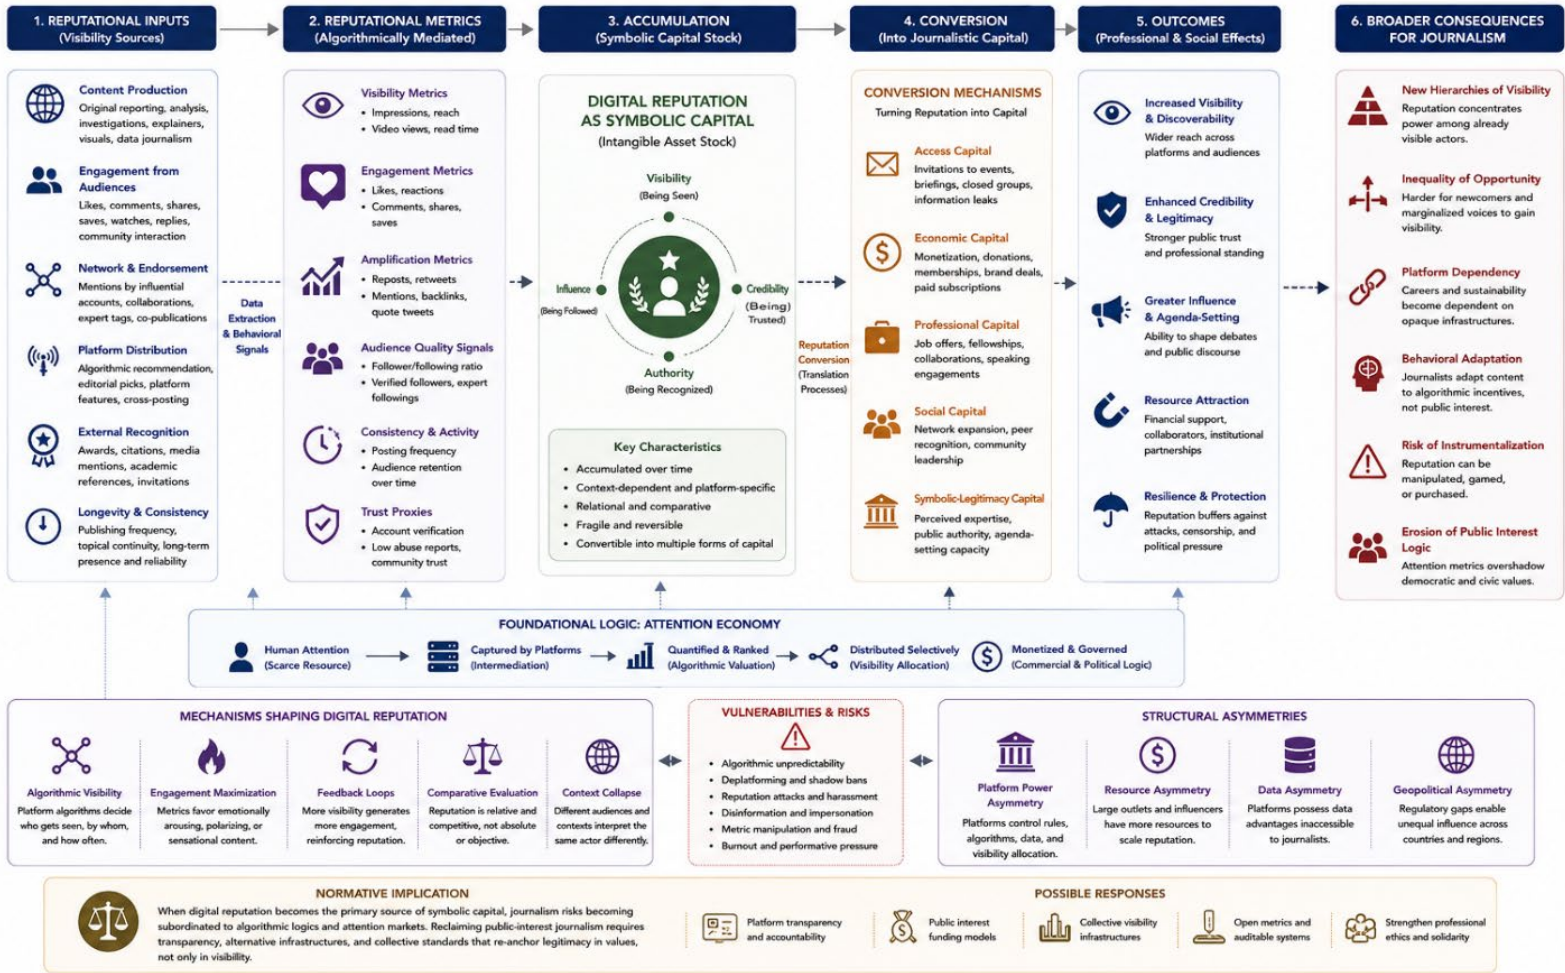 1. REPUTATIONAL INPUTS
(Visibility Sources)
2. REPUTATIONAL METRICS
(Algorithmically Mediated)
3. ACCUMULATION
(Symbolic Capital Stock)
4. CONVERSION
(Into Journalistic Capital)
5. OUTCOMES
(Professional & Social Effects)
6. BROADER CONSEQUENCES
FOR JOURNALISM
Content Production
Original reporting, analysis,
investigations, explainers,
visuals, data journalism
Engagement from
Audiences
Likes, comments, shares,
saves, watches, replies,
community interaction
Network & Endorsement
Mentions by influential
accounts, collaborations,
expert tags, co-publications
Platform Distribution
Algorithmic recommendation,
editorial picks, platform
features, cross-posting
External Recognition
Awards, citations, media
mentions, academic
references, invitations
Longevity & Consistency
Publishing frequency,
topical continuity, long-term
presence and reliability
Data
Extraction
& Behavioral
Signals
Visibility Metrics
• Impressions, reach
• Video views, read time
Engagement Metrics
• Likes, reactions
• Comments, shares,
saves
Amplification Metrics
• Reposts, retweets
• Mentions, backlinks,
quote tweets
Audience Quality Signals
• Follower/following ratio
• Verified followers, expert
followings
Consistency & Activity
• Posting frequency
• Audience retention
over time
Trust Proxies
• Account verification
• Low abuse reports,
community trust
DIGITAL REPUTATION
AS SYMBOLIC CAPITAL
(Intangible Asset Stock)
Visibility
(Being Seen)
Influence
(Being Followed)
Credibility
(Being)
Trusted)
Authority
(Being Recognized)
Key Characteristics
• Accumulated over time
• Context-dependent and platform-specific
• Relational and comparative
• Fragile and reversible
• Convertible into multiple forms of capital
Reputation
Conversion
(Translation
Processes)
CONVERSION MECHANISMS
Turning Reputation into Capital
Access Capital
Invitations to events,
briefings, closed groups,
information leaks
Economic Capital
Monetization, donations,
memberships, brand deals,
paid subscriptions
Professional Capital
Job offers, fellowships,
collaborations, speaking
engagements
Social Capital
Network expansion, peer
recognition, community
leadership
Symbolic-Legitimacy Capital
Perceived expertise,
public authority, agenda-
setting capacity
Increased Visibility
& Discoverability
Wider reach across
platforms and audiences
Enhanced Credibility
& Legitimacy
Stronger public trust
and professional standing
Greater Influence
& Agenda-Setting
Ability to shape debates
and public discourse
Resource Attraction
Financial support,
collaborators, institutional
partnerships
Resilience & Protection
Reputation buffers against
attacks, censorship, and
political pressure
New Hierarchies of Visibility
Reputation concentrates
power among already
visible actors.
Inequality of Opportunity
Harder for newcomers and
marginalized voices to gain
visibility.
Platform Dependency
Careers and sustainability
become dependent on
opaque infrastructures.
Behavioral Adaptation
Journalists adapt content
to algorithmic incentives,
not public interest.
Risk of Instrumentalization
Reputation can be
manipulated, gamed,
or purchased.
Erosion of Public Interest
Logic
Attention metrics overshadow
democratic and civic values.
FOUNDATIONAL LOGIC: ATTENTION ECONOMY
Human Attention
(Scarce Resource)
Captured by Platforms
(Intermediation)
Quantified & Ranked
(Algorithmic Valuation)
Distributed Selectively
(Visibility Allocation)
$
Monetized & Governed
(Commercial & Political Logic)
MECHANISMS SHAPING DIGITAL REPUTATION
Algorithmic Visibility
Platform algorithms decide
who gets seen, by whom,
and how often.
Engagement Maximization
Metrics favor emotionally
arousing, polarizing, or
sensational content.
Feedback Loops
More visibility generates
more engagement,
reinforcing reputation.
Comparative Evaluation
Reputation is relative and
competitive, not absolute
or objective.
Context Collapse
Different audiences and
contexts interpret the
same actor differently.
VULNERABILITIES & RISKS
• Algorithmic unpredictability
• Deplatforming and shadow bans
• Reputation attacks and harassment
• Disinformation and impersonation
• Metric manipulation and fraud
• Burnout and performative pressure
STRUCTURAL ASYMMETRIES
Platform Power
Asymmetry
Platforms control rules,
algorithms, data, and
visibility allocation.
Resource Asymmetry
Large outlets and influencers
have more resources to
scale reputation.
Data Asymmetry
Platforms possess data
advantages inaccessible
to journalists.
Geopolitical Asymmetry
Regulatory gaps enable
unequal influence across
countries and regions.
NORMATIVE IMPLICATION
When digital reputation becomes the primary source of symbolic capital, journalism risks becoming
subordinated to algorithmic logics and attention markets. Reclaiming public-interest journalism requires
transparency, alternative infrastructures, and collective standards that re-anchor legitimacy in values,
not only in visibility.
POSSIBLE RESPONSES
Platform transparency
and accountability
Public interest
funding models
Collective visibility
infrastructures
Open metrics and
auditable systems
Strengthen professional
ethics and solidarity